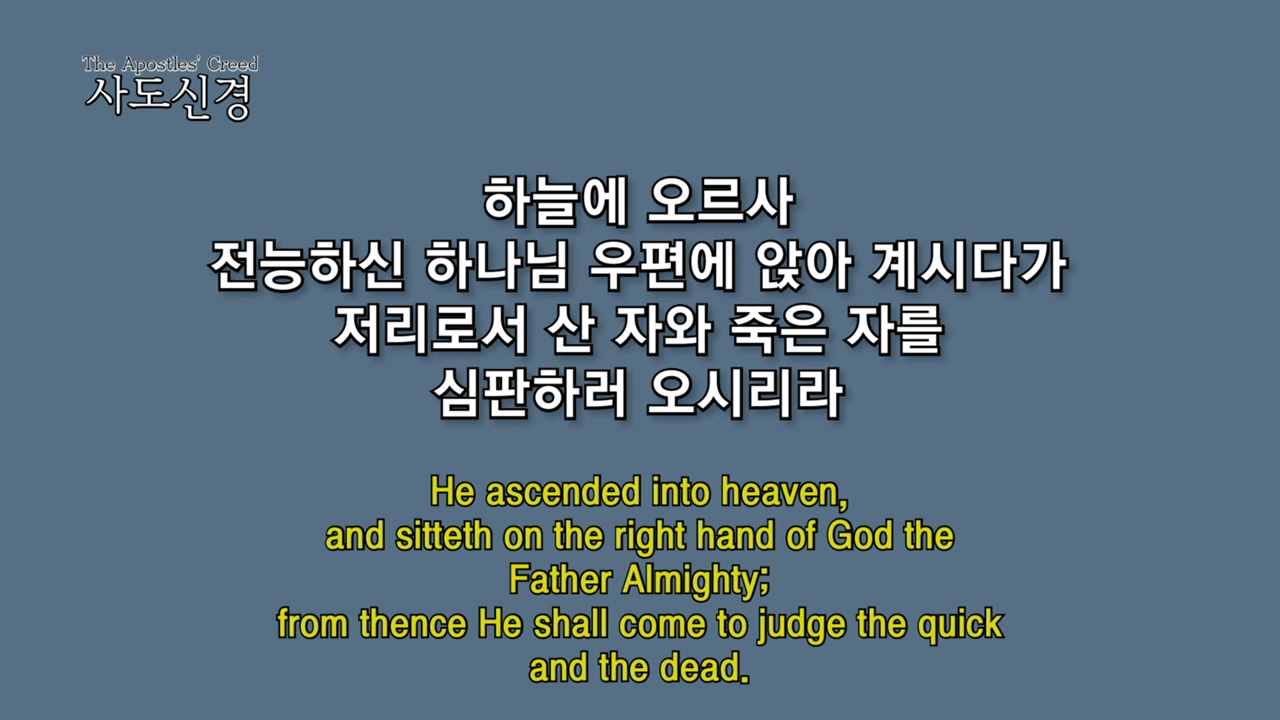 The Apostles' Creed
사도신경
하늘에 오르사
전능하신 하나님 우편에 앉아 계시다가
저리로서 산 자와 죽은 자를
심판하러 오시리라
He ascended into heaven,
and sitteth on the right hand of God the
Father Almighty;
from thence He shall come to judge the quick
and the dead.